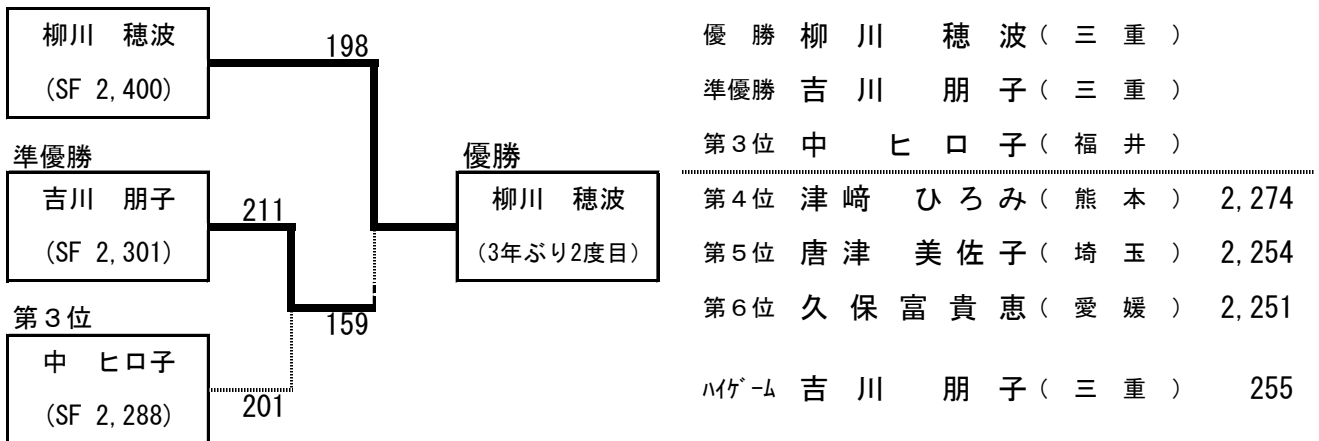 柳川 穂波
(SF 2,400)
198
準優勝
吉川 朋子
(SF 2,301)
211
優勝
柳川 穂波
(3年ぶり2度目)
159
第3位
中 ヒロ子
(SF 2,288)
201
優勝 柳川 穂波 (三重)
準優勝 吉川 朋子 (三重)
第3位 中 ヒロ子 (福井)
第4位 津﨑 ひろみ (熊本) 2,274
第5位 唐津 美佐子 (埼玉) 2,254
第6位 久保富貴恵 (愛媛) 2,251
ハイゲーム 吉川 朋子 (三重) 255